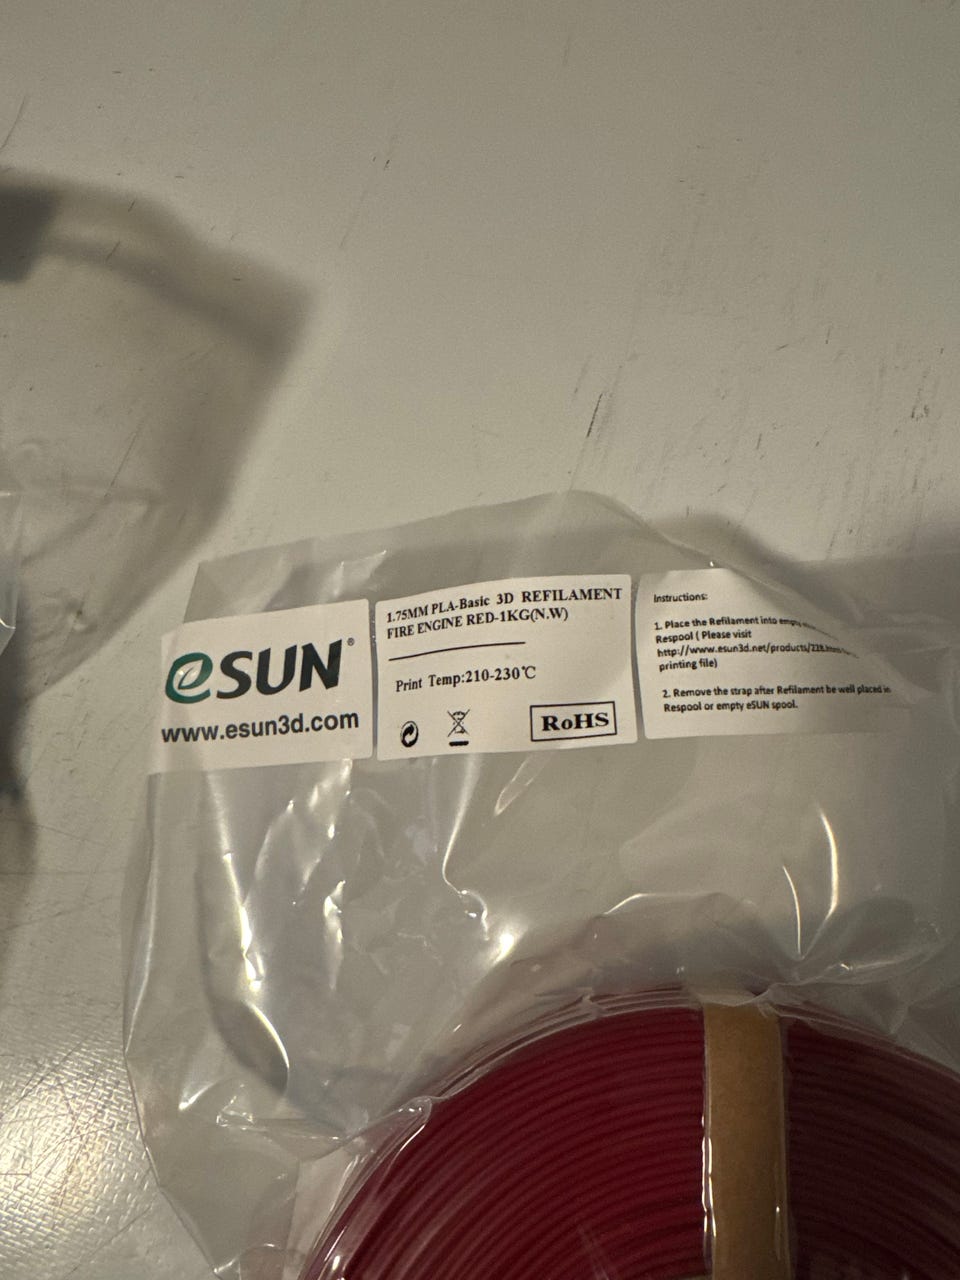 eSUN®
www.esun3d.com
1.75MM PLA-Basic 3D REFILAMENT
FIRE ENGINE RED-1KG(N.W)
Print Temp:210-230℃
RoHS
Instructions:
1. Place the Refilament into empty
Respool ( Please visit
http://www.esun3d.net/products/228.html
printing file)
2. Remove the strap after Refilament be well placed in
Respool or empty eSUN spool.